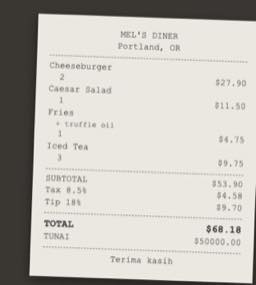 MEL'S DINER
Portland, OR
Cheeseburger
2 $27.90
Caesar Salad
1 $11.50
Fries
+ truffle oil
1 $4.75
Iced Tea
3 $9.75
SUBTOTAL $53.90
Tax 8.5% $4.58
Tip 18% $9.70
TOTAL $68.18
TUNAI $50000.00
Terima kasih